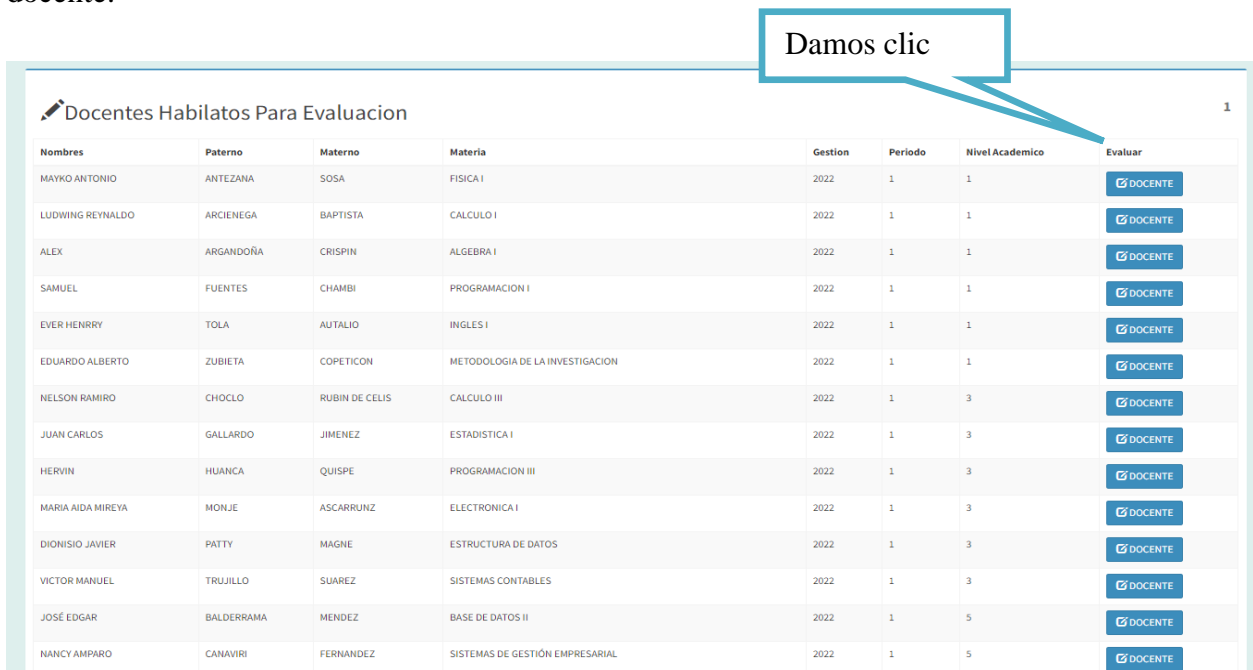 docente.
Damos clic
Docentes Habilatos Para Evaluacion
1
Nombres Paterno Materno Materia Gestion Periodo Nivel Academico Evaluar
MAYKO ANTONIO ANTEZANA SOSA FISICA I 2022 1 1 DOCENTE
LUDWING REYNALDO ARCIENEGA BAPTISTA CALCULO I 2022 1 1 DOCENTE
ALEX ARGANDOÑA CRISPIN ALGEBRA I 2022 1 1 DOCENTE
SAMUEL FUENTES CHAMBI PROGRAMACION I 2022 1 1 DOCENTE
EVER HENRRY TOLA AUTALIO INGLES I 2022 1 1 DOCENTE
EDUARDO ALBERTO ZUBIETA COPETICON METODOLOGIA DE LA INVESTIGACION 2022 1 1 DOCENTE
NELSON RAMIRO CHOCLO RUBIN DE CELIS CALCULO III 2022 1 3 DOCENTE
JUAN CARLOS GALLARDO JIMENEZ ESTADISTICA I 2022 1 3 DOCENTE
HERVIN HUANCA QUISPE PROGRAMACION III 2022 1 3 DOCENTE
MARIA AIDA MIREYA MONJE ASCARRUNZ ELECTRONICA I 2022 1 3 DOCENTE
DIONISIO JAVIER PATTY MAGNE ESTRUCTURA DE DATOS 2022 1 3 DOCENTE
VICTOR MANUEL TRUJILLO SUAREZ SISTEMAS CONTABLES 2022 1 3 DOCENTE
JOSÉ EDGAR BALDERRAMA MENDEZ BASE DE DATOS II 2022 1 5 DOCENTE
NANCY AMPARO CANAVIRI FERNANDEZ SISTEMAS DE GESTIÓN EMPRESARIAL 2022 1 5 DOCENTE